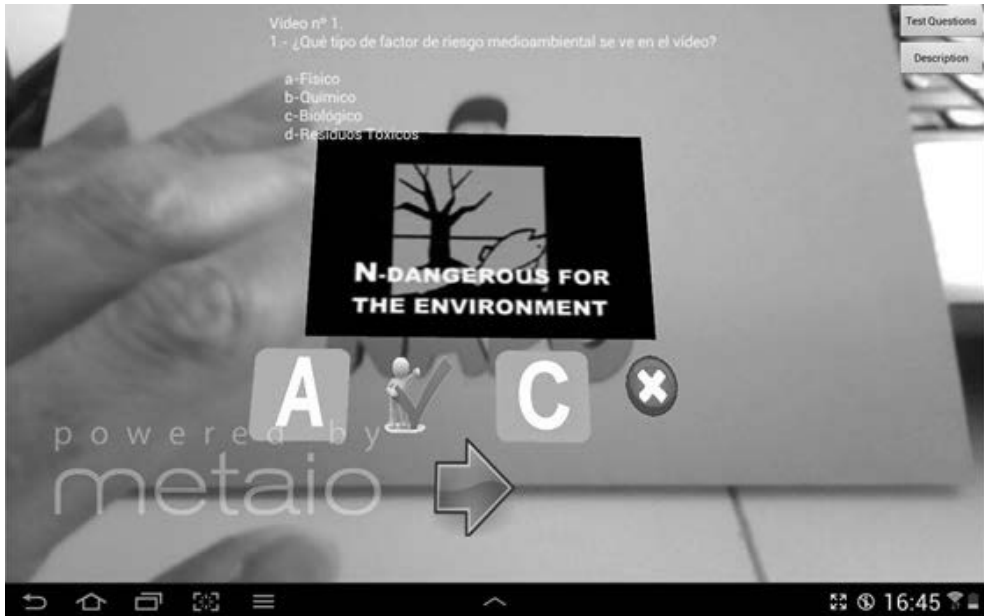 Vídeo nº 1.
1.- ¿Qué tipo de factor de riesgo medioambiental se ve en el vídeo?
a-Físico
b-Químico
c-Biológico
d-Residuos Tóxicos
Test Questions
Description
N-DANGEROUS FOR
THE ENVIRONMENT
A
C
powered by
metaio
16:45